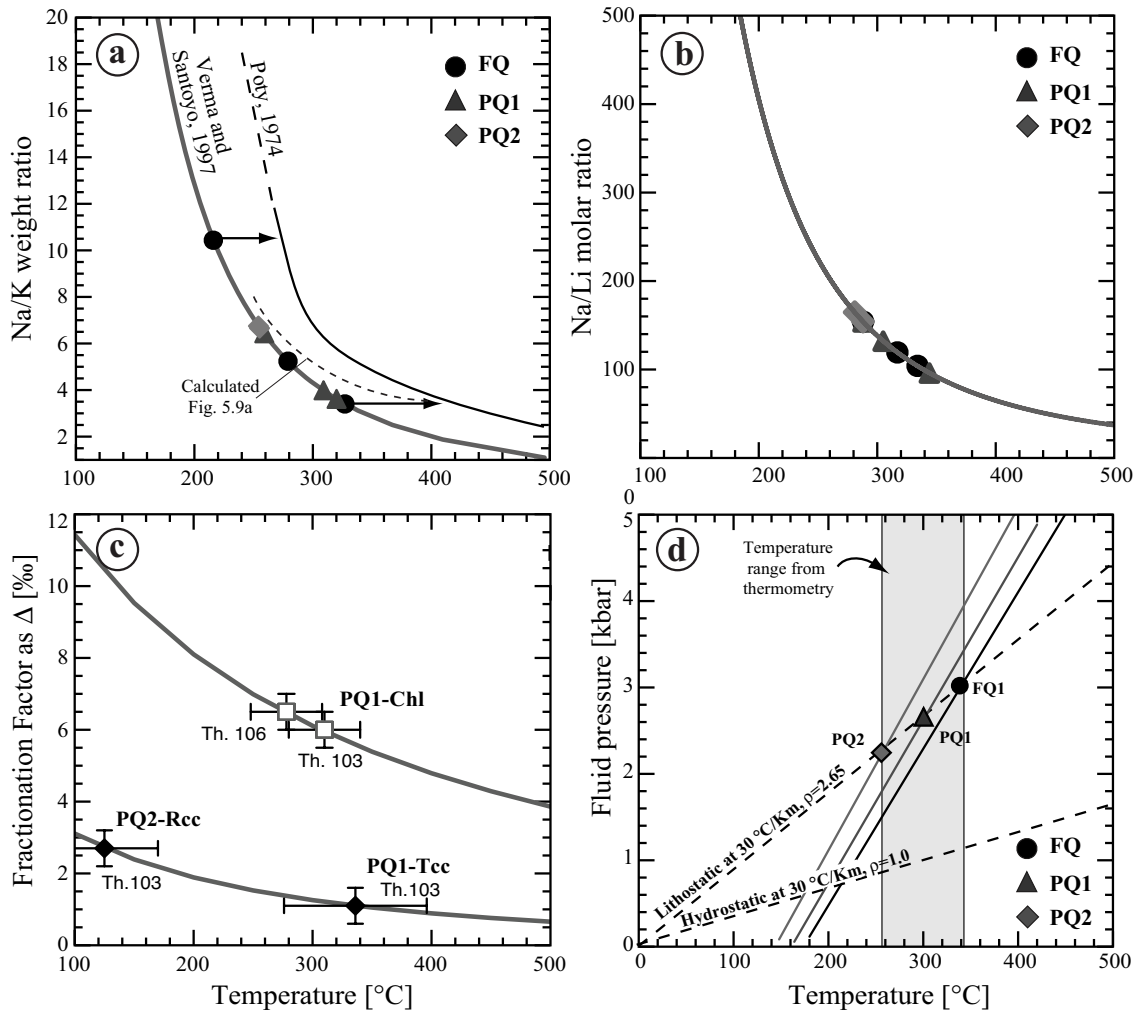 a
Na/K weight ratio
20
18
16
14
12
10
8
6
4
2
100
200
300
400
500
Verma and
Santoyo, 1997
Poty, 1974
FQ
PQ1
PQ2
Calculated
Fig. 5.9a
b
Na/Li molar ratio
500
400
300
200
100
0
100
200
300
400
500
FQ
PQ1
PQ2
c
Fractionation Factor as Δ [‰]
12
10
8
6
4
2
0
100
200
300
400
500
Temperature [°C]
PQ1-Chl
Th. 106
Th. 103
PQ2-Rcc
Th.103
PQ1-Tcc
Th.103
d
Fluid pressure [kbar]
5
4
3
2
1
0
0
100
200
300
400
500
Temperature [°C]
Temperature
range from
thermometry
FQ1
PQ1
PQ2
Lithostatic at 30 °C/Km, ρ=2.65
Hydrostatic at 30 °C/Km, ρ=1.0
FQ
PQ1
PQ2